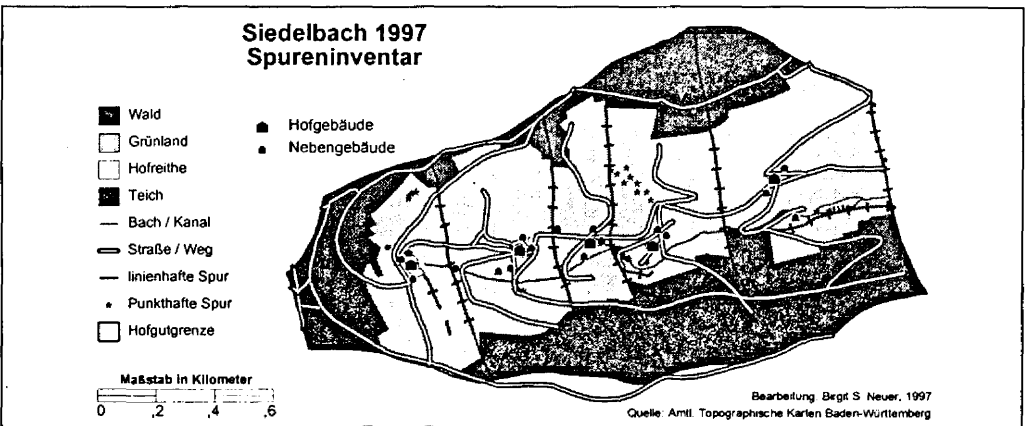 Siedelbach 1997
Spureninventar
Wald
Grünland
Hofreithe
Teich
Bach / Kanal
Straße / Weg
linienhafte Spur
Punkthafte Spur
Hofgutgrenze
Hofgebäude
Nebengebäude
Maßstab in Kilometer
0 ,2 ,4 ,6
Bearbeitung: Birgit S. Neuer, 1997
Quelle: Amtl. Topographische Karten Baden-Württemberg